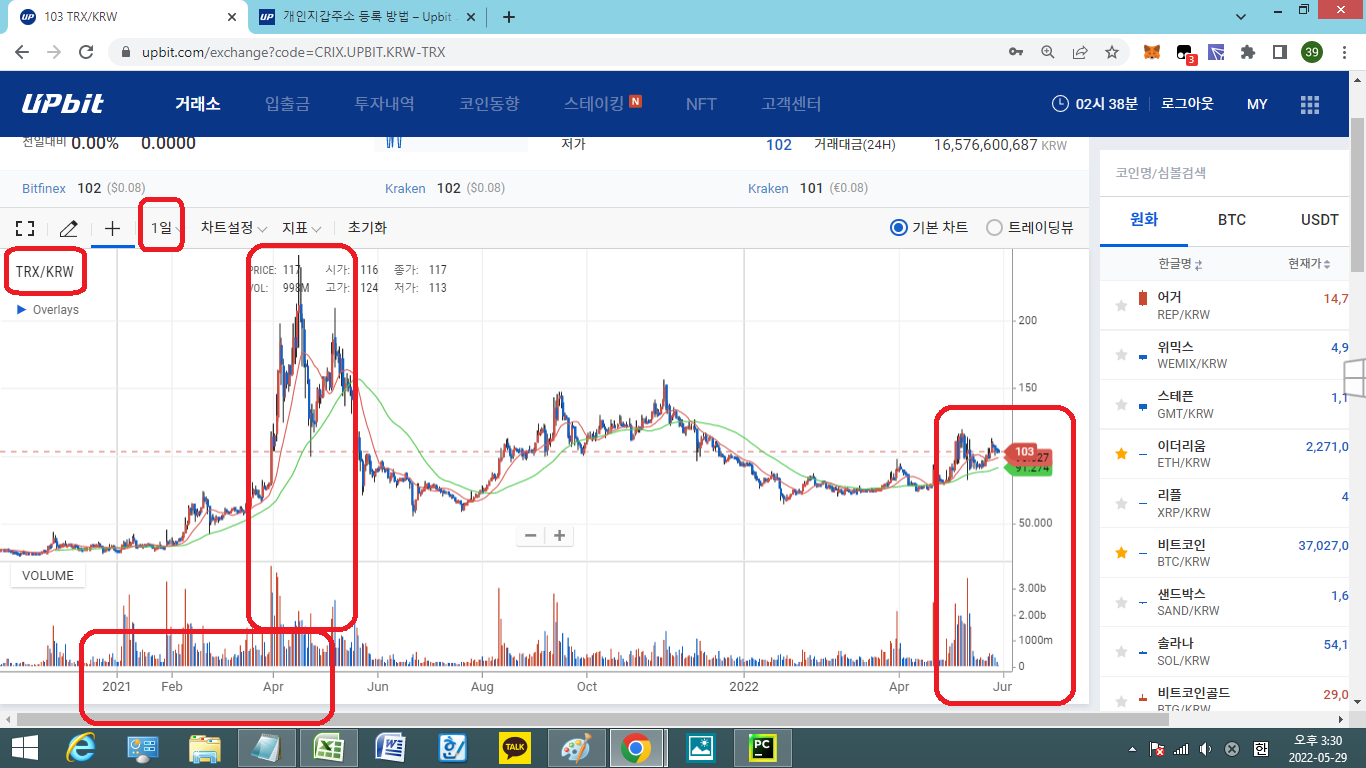 103 TRX/KRW
개인지갑주소 등록 방법 – Upbit
upbit.com/exchange?code=CRIX.UPBIT.KRW-TRX
3
39
UPbit
거래소
입출금
투자내역
코인동향
스테이킹 N
NFT
고객센터
02시 38분
로그아웃
MY
전일대비 0.00% 0.0000
저가 102
거래대금(24H) 16,576,600,687 KRW
Bitfinex 102 ($0.08)
Kraken 102 ($0.08)
Kraken 101 (€0.08)
1일
차트설정
지표
초기화
기본 차트
트레이딩뷰
TRX/KRW
PRICE: 117 시가: 116 종가: 117
VOL: 998M 고가: 124 저가: 113
Overlays
200
150
103
91.274
50.000
VOLUME
3.00b
2.00b
1000m
0
2021 Feb Apr Jun Aug Oct 2022 Apr Jun
코인명/심볼검색
원화 BTC USDT
한글명 현재가
어거 14,7
REP/KRW
위믹스 4,9
WEMIX/KRW
스테픈 1,1
GMT/KRW
이더리움 2,271,0
ETH/KRW
리플 4
XRP/KRW
비트코인 37,027,0
BTC/KRW
샌드박스 1,6
SAND/KRW
솔라나 54,1
SOL/KRW
비트코인골드 29,0
BTG/KRW
TALK
PC
한
오후 3:30
2022-05-29